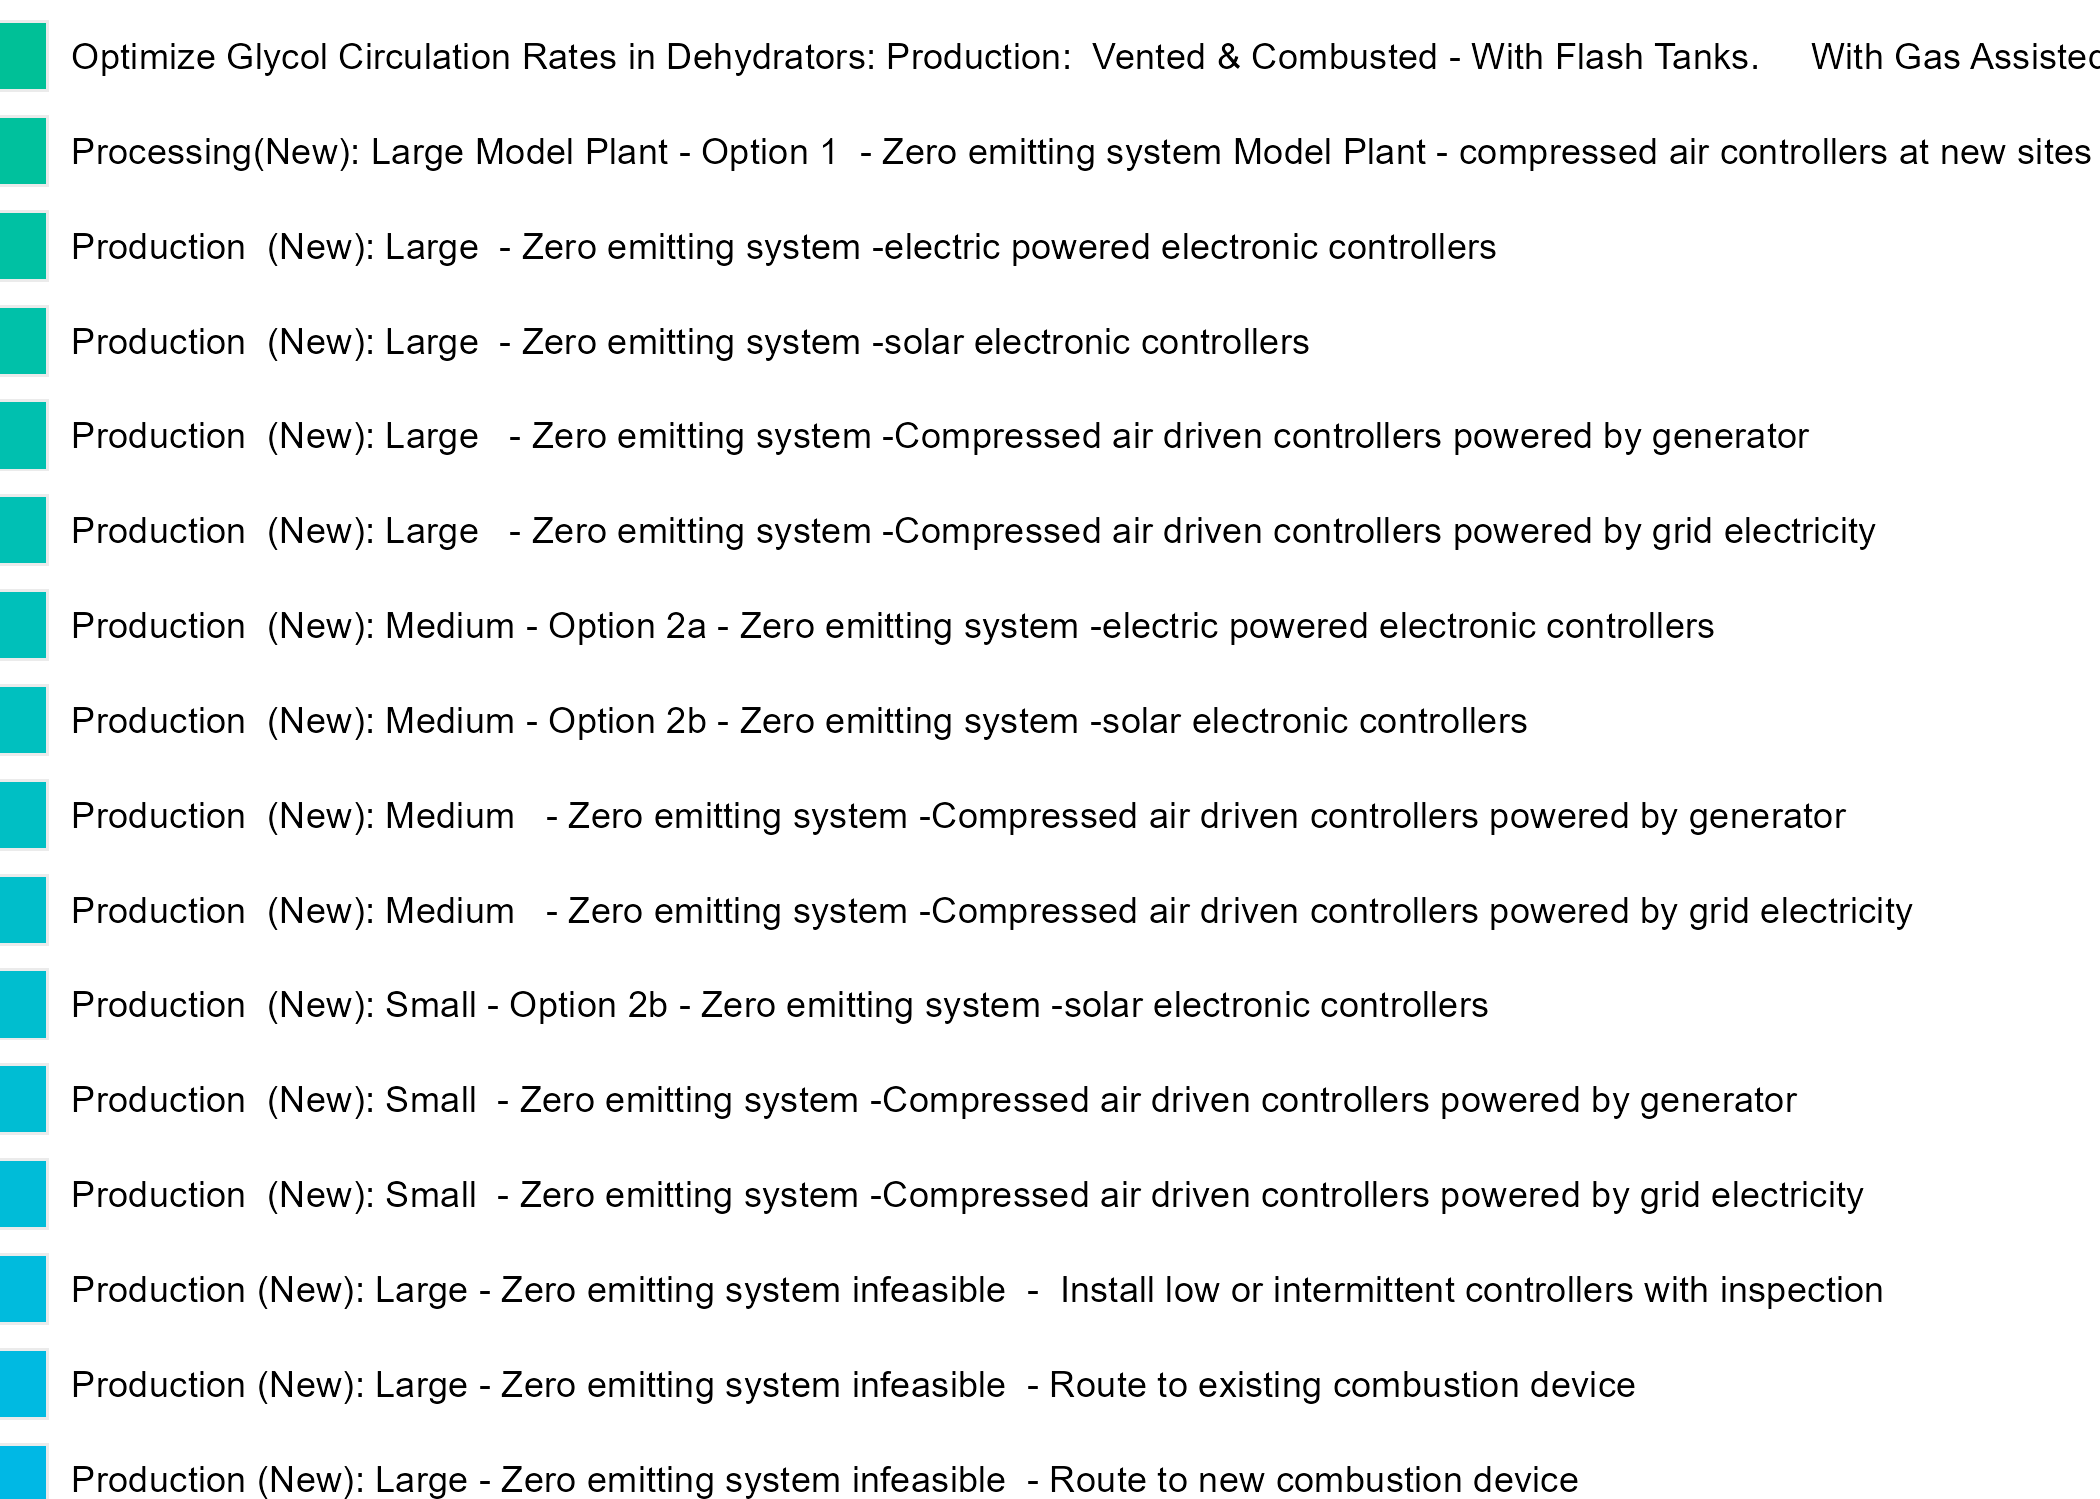 Optimize Glycol Circulation Rates in Dehydrators: Production:  Vented & Combusted - With Flash Tanks.     With Gas Assisted
Processing(New): Large Model Plant - Option 1  - Zero emitting system Model Plant - compressed air controllers at new sites
Production  (New): Large  - Zero emitting system -electric powered electronic controllers
Production  (New): Large  - Zero emitting system -solar electronic controllers
Production  (New): Large   - Zero emitting system -Compressed air driven controllers powered by generator
Production  (New): Large   - Zero emitting system -Compressed air driven controllers powered by grid electricity
Production  (New): Medium - Option 2a - Zero emitting system -electric powered electronic controllers
Production  (New): Medium - Option 2b - Zero emitting system -solar electronic controllers
Production  (New): Medium   - Zero emitting system -Compressed air driven controllers powered by generator
Production  (New): Medium   - Zero emitting system -Compressed air driven controllers powered by grid electricity
Production  (New): Small - Option 2b - Zero emitting system -solar electronic controllers
Production  (New): Small  - Zero emitting system -Compressed air driven controllers powered by generator
Production  (New): Small  - Zero emitting system -Compressed air driven controllers powered by grid electricity
Production (New): Large - Zero emitting system infeasible  -  Install low or intermittent controllers with inspection
Production (New): Large - Zero emitting system infeasible  - Route to existing combustion device
Production (New): Large - Zero emitting system infeasible  - Route to new combustion device